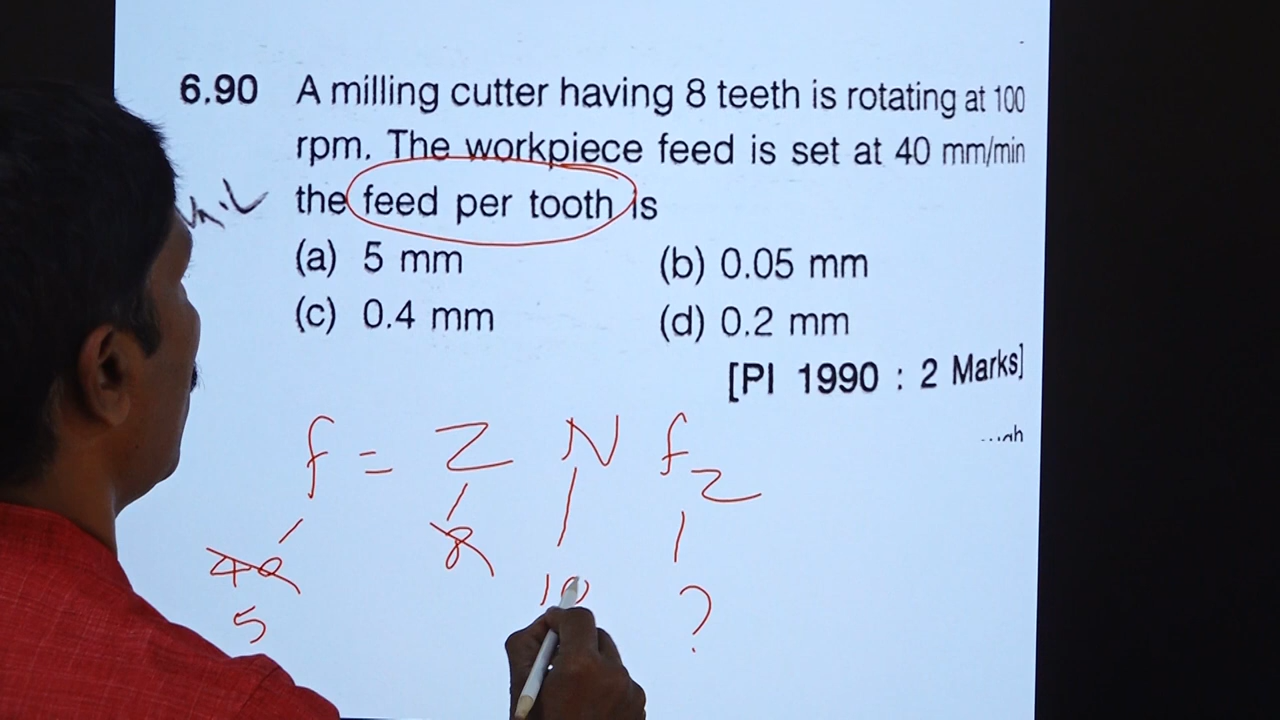 6.90 A milling cutter having 8 teeth is rotating at 100
rpm. The workpiece feed is set at 40 mm/min
the feed per tooth is
(a) 5 mm (b) 0.05 mm
(c) 0.4 mm (d) 0.2 mm
[PI 1990 : 2 Marks]
f = Z N fz
40 8 10 ?
5